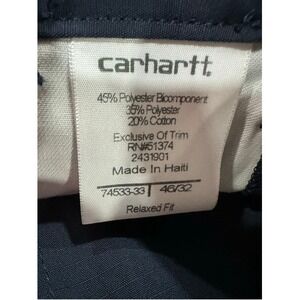 carhartt
45% Polyester Bicomponent
35% Polyester
20% Cotton
Exclusive Of Trim
RN#51374
2431901
Made In Haiti
74533-33 46/32
Relaxed Fit